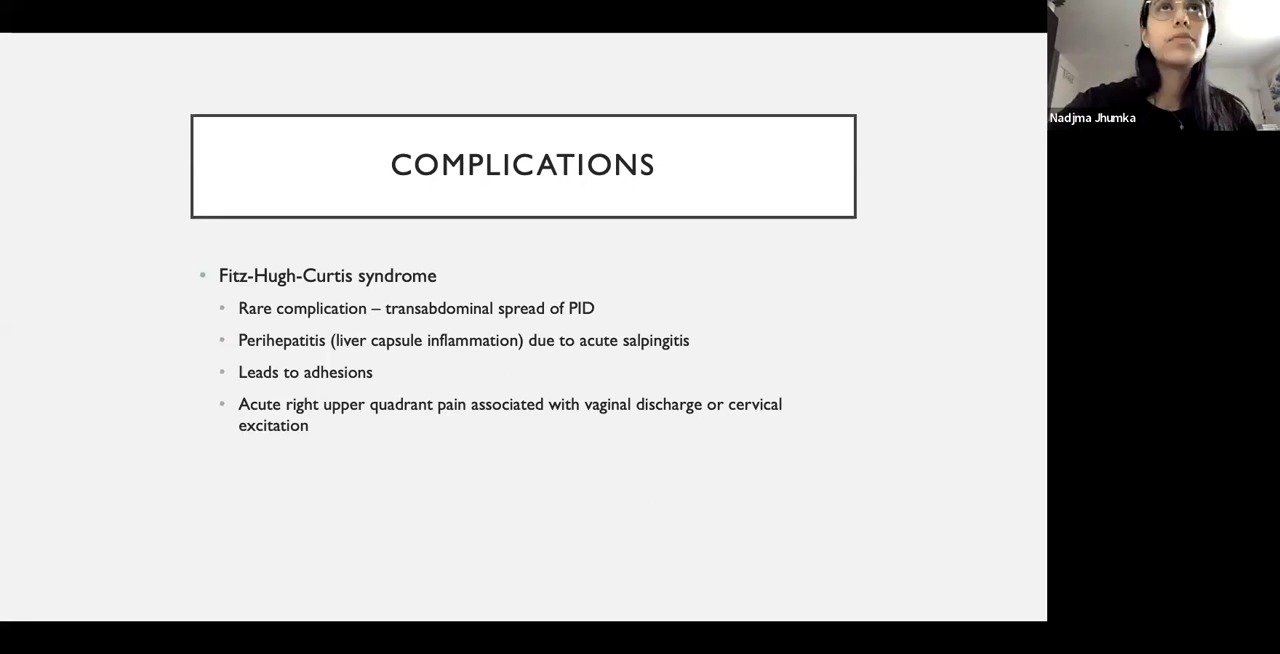 COMPLICATIONS
• Fitz-Hugh-Curtis syndrome
• Rare complication – transabdominal spread of PID
• Perihepatitis (liver capsule inflammation) due to acute salpingitis
• Leads to adhesions
• Acute right upper quadrant pain associated with vaginal discharge or cervical
excitation
Nadjma Jhumka